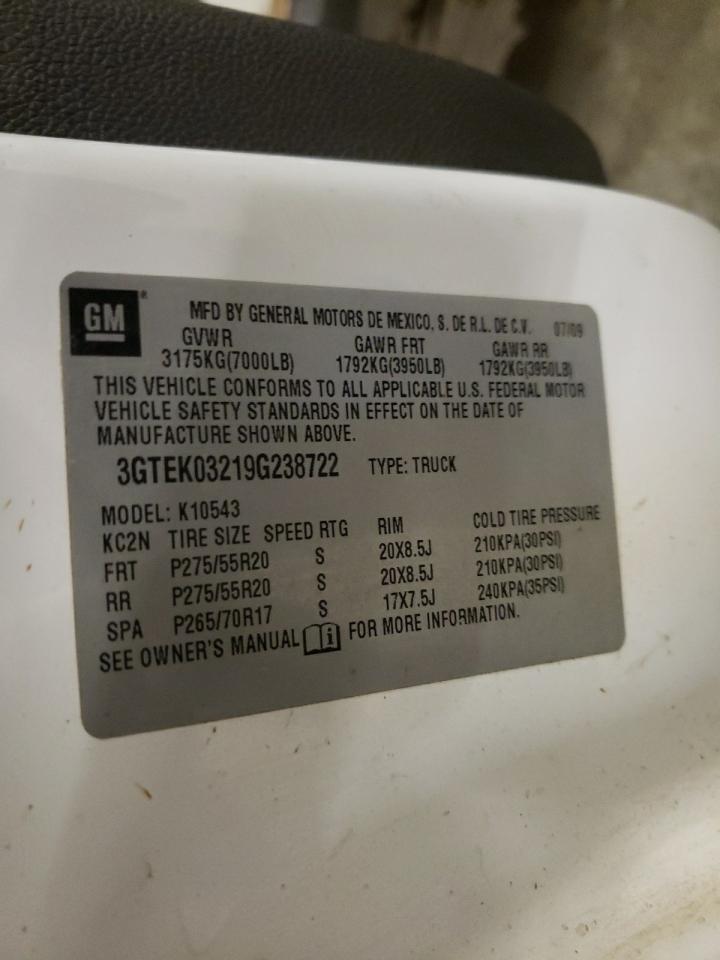 GM®
MFD BY GENERAL MOTORS DE MEXICO, S. DE R.L. DE C.V. 07/09
GVWR GAWR FRT GAWR RR
3175KG(7000LB) 1792KG(3950LB) 1792KG(3950LB)
THIS VEHICLE CONFORMS TO ALL APPLICABLE U.S. FEDERAL MOTOR
VEHICLE SAFETY STANDARDS IN EFFECT ON THE DATE OF
MANUFACTURE SHOWN ABOVE.
3GTEK03219G238722 TYPE: TRUCK
MODEL: K10543
KC2N TIRE SIZE SPEED RTG RIM COLD TIRE PRESSURE
FRT P275/55R20 S 20X8.5J 210KPA(30PSI)
RR P275/55R20 S 20X8.5J 210KPA(30PSI)
SPA P265/70R17 S 17X7.5J 240KPA(35PSI)
SEE OWNER'S MANUAL i FOR MORE INFORMATION.